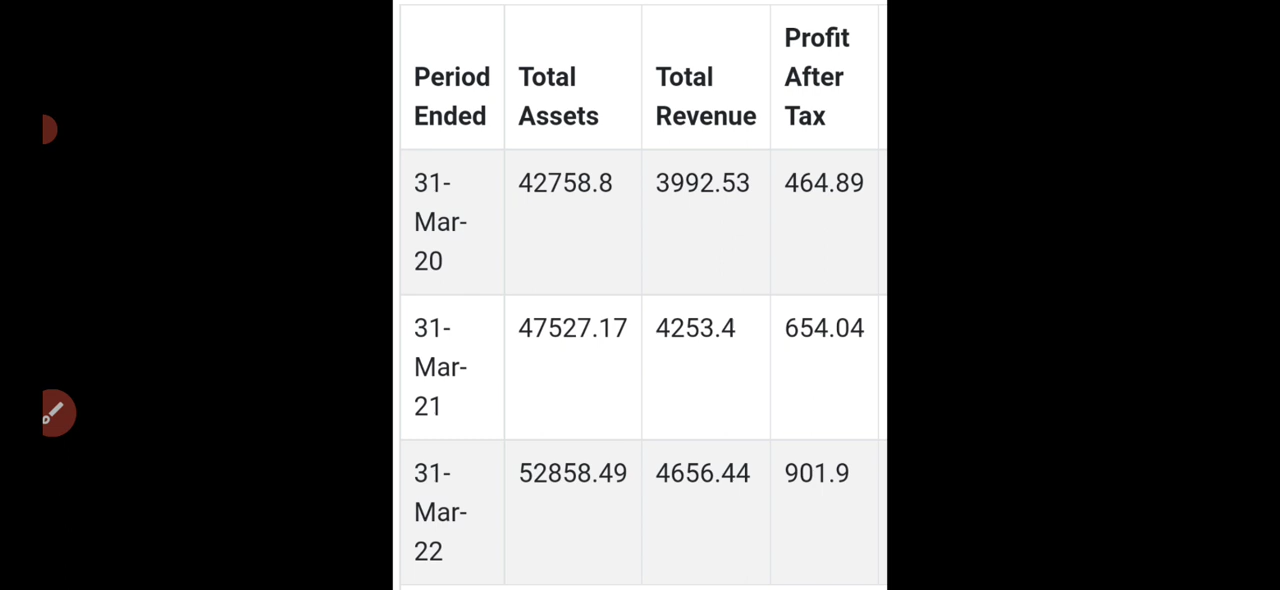 Period Ended Total Assets Total Revenue Profit After Tax
31-Mar-20 42758.8 3992.53 464.89
31-Mar-21 47527.17 4253.4 654.04
31-Mar-22 52858.49 4656.44 901.9